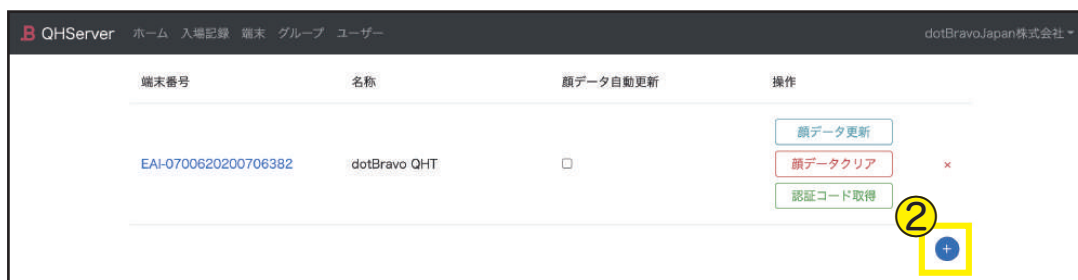 B QHServer ホーム 入場記録 端末 グループ ユーザー dotBravoJapan株式会社
端末番号 名称 顔データ自動更新 操作
顔データ更新
EAI-0700620200706382 dotBravo QHT 顔データクリア ×
認証コード取得
②
+